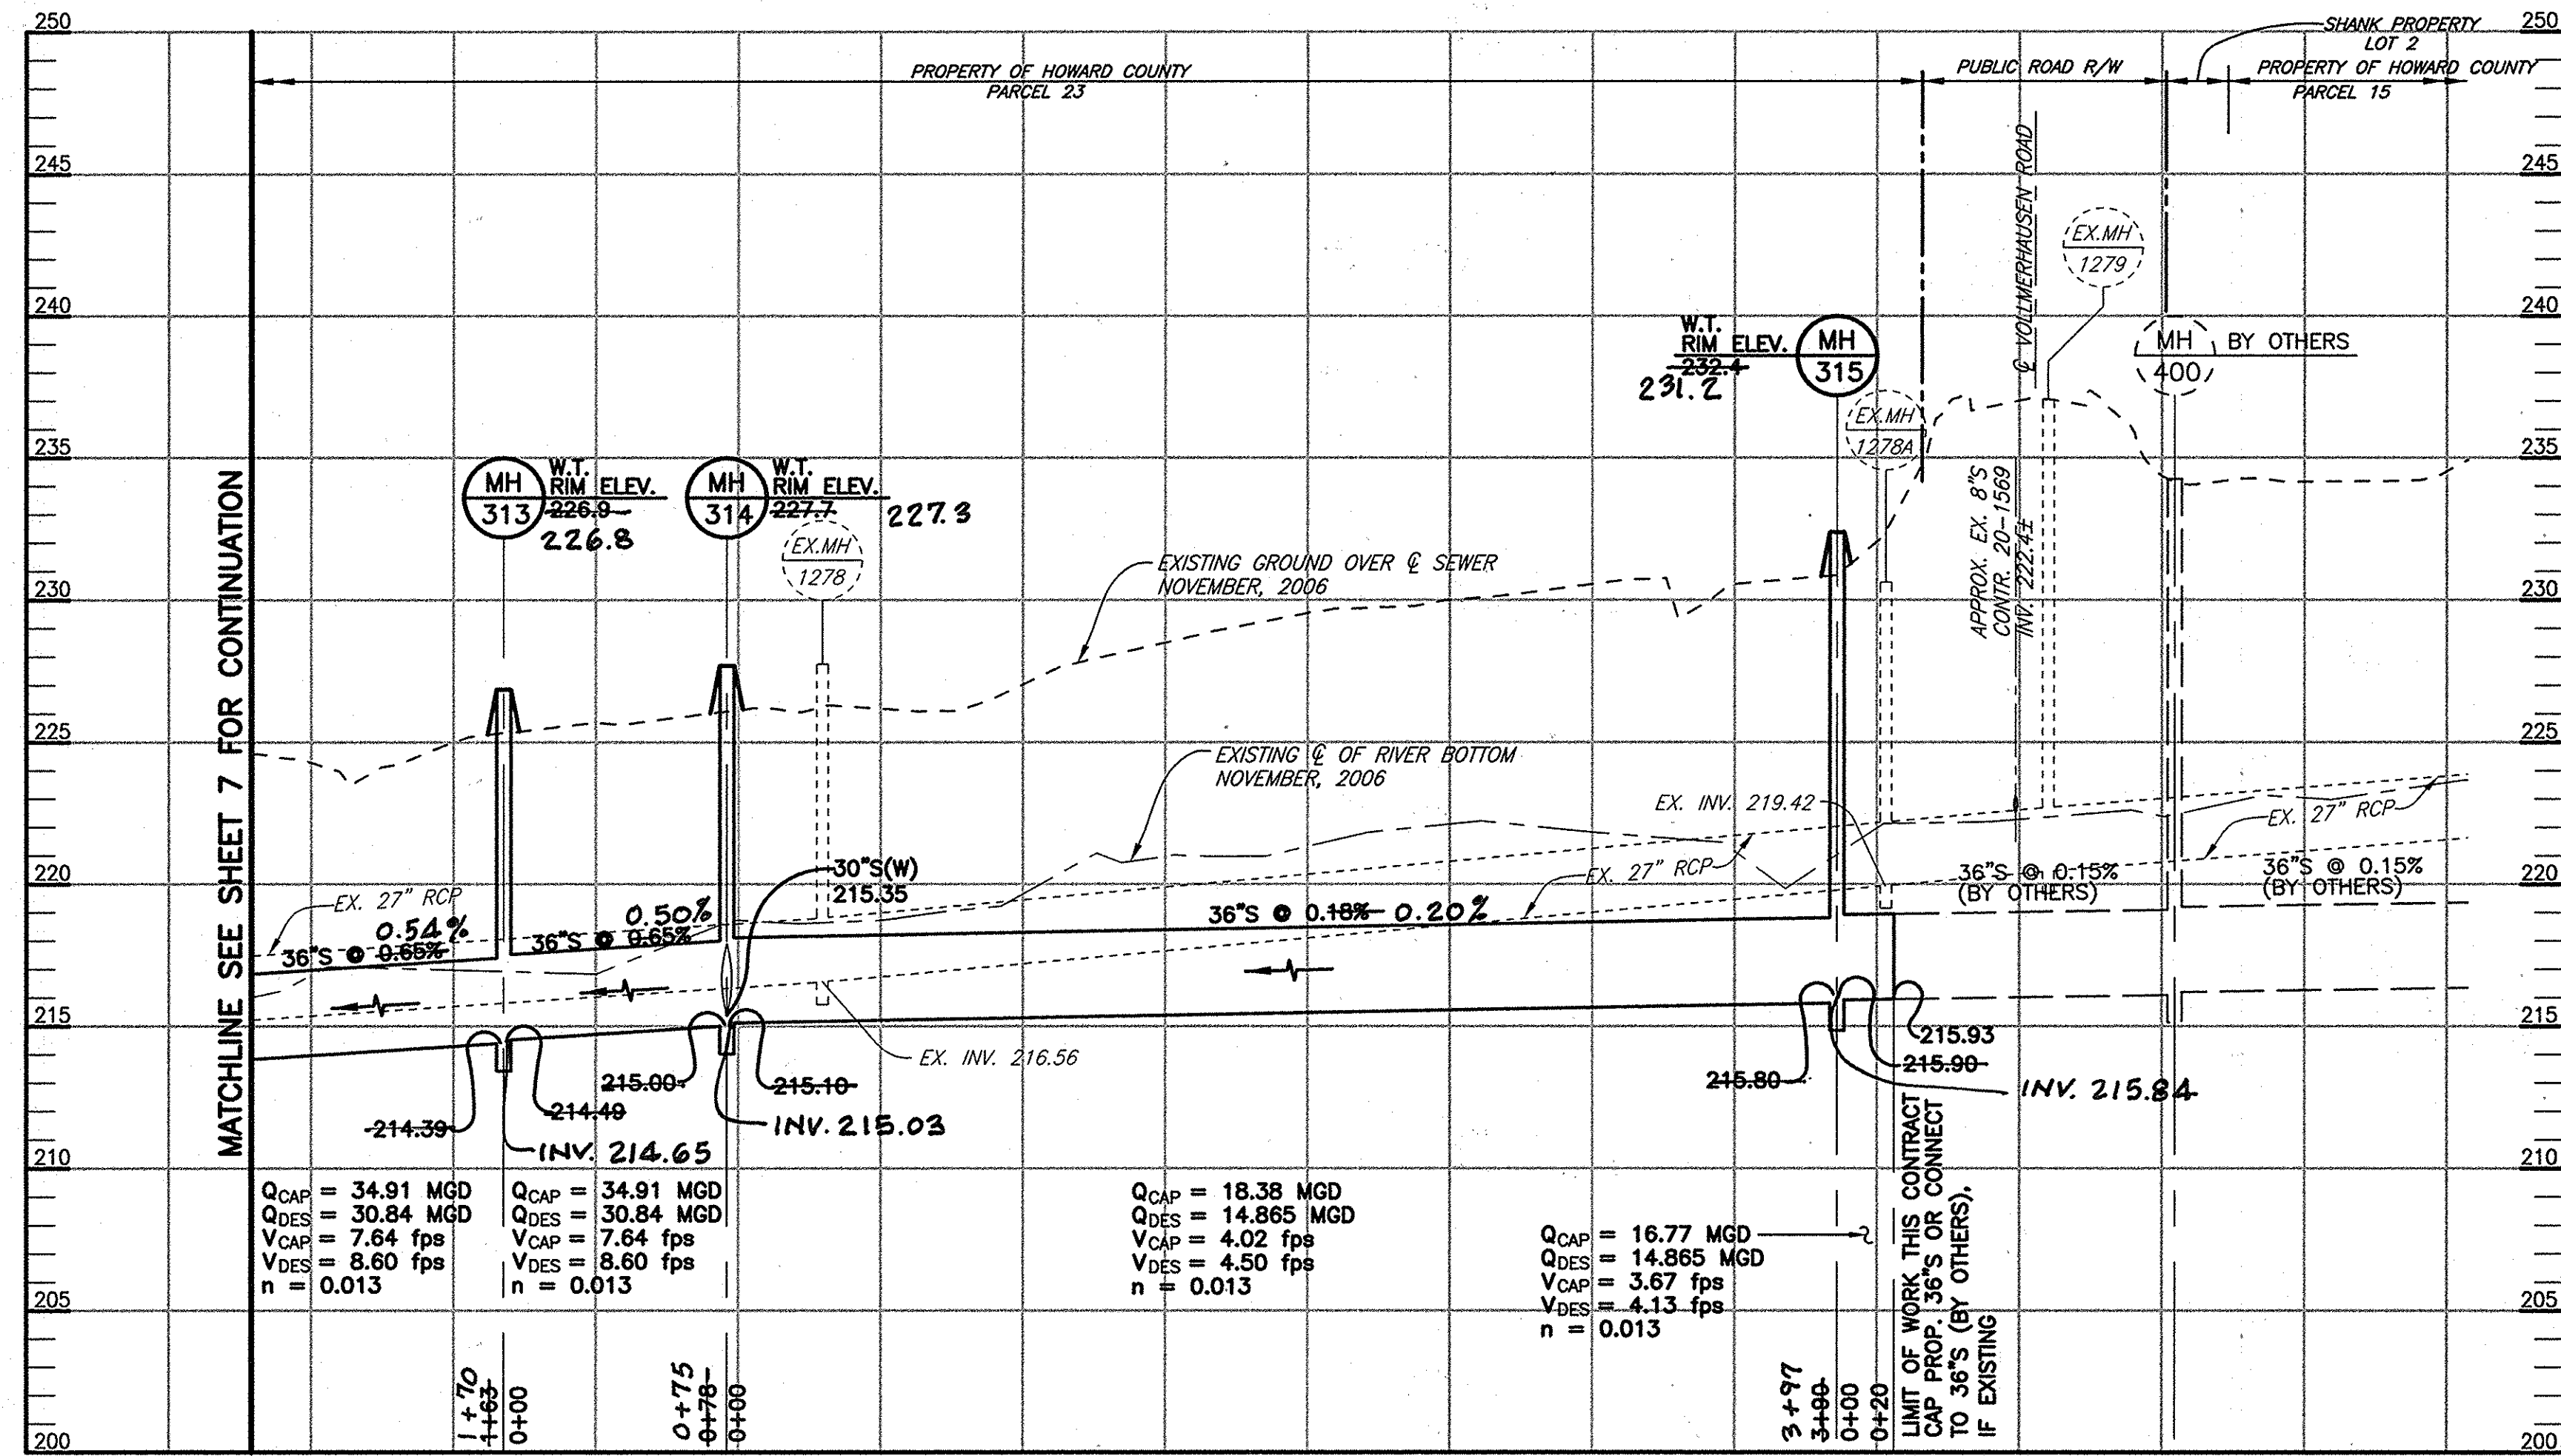 250
245
240
235
230
225
220
215
210
205
200
250
245
240
235
230
225
220
215
210
205
200
SHANK PROPERTY
LOT 2
PROPERTY OF HOWARD COUNTY
PARCEL 23
PUBLIC ROAD R/W
PROPERTY OF HOWARD COUNTY
PARCEL 15
MATCHLINE SEE SHEET 7 FOR CONTINUATION
MH
313
W.T.
RIM ELEV.
226.9
226.8
MH
314
W.T.
RIM ELEV.
227.7
227.3
EX.MH
1278
EXISTING GROUND OVER ℄ SEWER
NOVEMBER, 2006
W.T.
RIM ELEV.
232.4
231.2
MH
315
EX.MH
1278A
℄ VOLLMERHAUSEN ROAD
EX.MH
1279
MH
400
BY OTHERS
APPROX. EX. 8"S
CONTR. 20-1569
INV. 222.4±
EXISTING ℄ OF RIVER BOTTOM
NOVEMBER, 2006
EX. INV. 219.42
EX. 27" RCP
EX. 27" RCP
EX. 27" RCP
EX. 27" RCP
30"S(W)
215.35
0.54%
36"S @ 0.65%
0.50%
36"S @ 0.65%
36"S @ 0.18% 0.20%
36"S @ 0.15%
(BY OTHERS)
36"S @ 0.15%
(BY OTHERS)
EX. INV. 216.56
214.39
214.49
INV. 214.65
215.00
215.10
INV. 215.03
215.80
215.93
215.90
INV. 215.84
QCAP = 34.91 MGD
QDES = 30.84 MGD
VCAP = 7.64 fps
VDES = 8.60 fps
n = 0.013
QCAP = 34.91 MGD
QDES = 30.84 MGD
VCAP = 7.64 fps
VDES = 8.60 fps
n = 0.013
QCAP = 18.38 MGD
QDES = 14.865 MGD
VCAP = 4.02 fps
VDES = 4.50 fps
n = 0.013
QCAP = 16.77 MGD
QDES = 14.865 MGD
VCAP = 3.67 fps
VDES = 4.13 fps
n = 0.013
1+70
1+63
0+00
0+75
0+78
0+00
3+97
3+90
0+00
0+20
LIMIT OF WORK THIS CONTRACT
CAP PROP. 36"S OR CONNECT
TO 36"S (BY OTHERS),
IF EXISTING